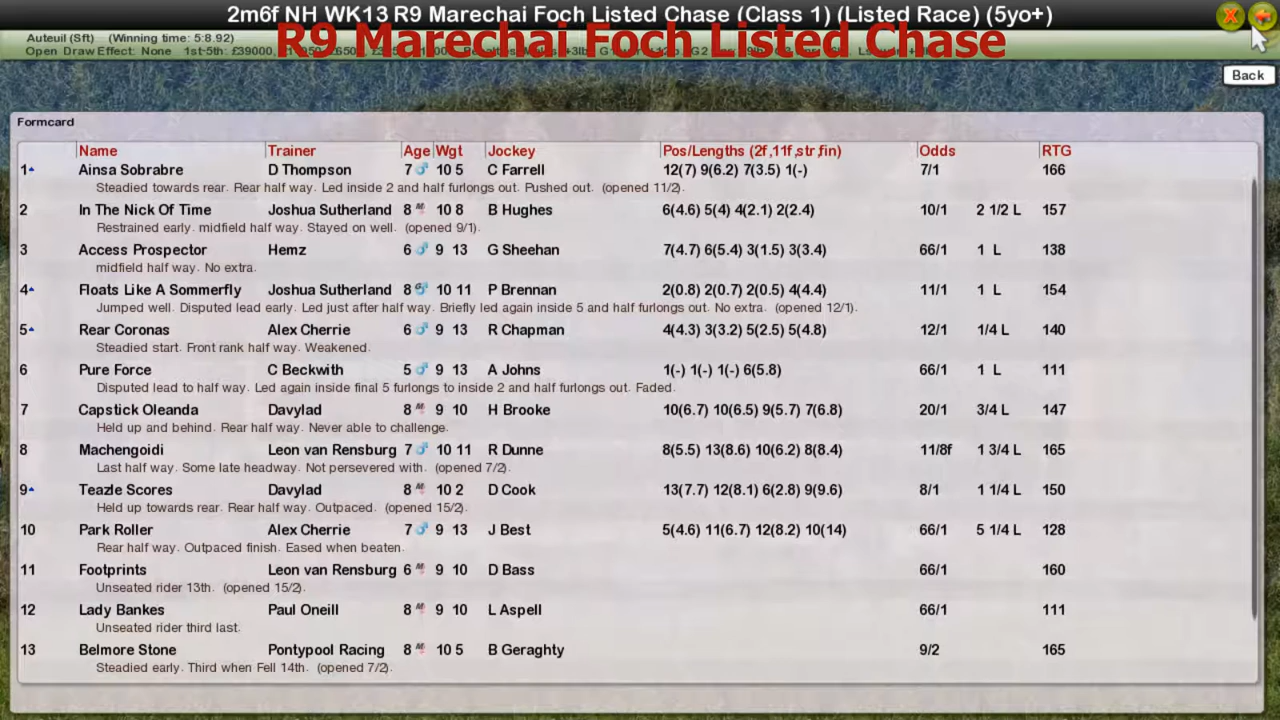 2m6f NH WK13 R9 Marechai Foch Listed Chase (Class 1) (Listed Race) (5yo+)
R9 Marechai Foch Listed Chase
Auteuil (Sft) (Winning time: 5:8.92)
Open Draw Effect: None 1st-5th: £39000,
Back
Formcard
Name Trainer Age Wgt Jockey Pos/Lengths (2f,11f,str,fin) Odds RTG
1 Ainsa Sobrabre D Thompson 7 10 5 C Farrell 12(7) 9(6.2) 7(3.5) 1(-) 7/1 166
Steadied towards rear. Rear half way. Led inside 2 and half furlongs out. Pushed out. (opened 11/2).
2 In The Nick Of Time Joshua Sutherland 8 10 8 B Hughes 6(4.6) 5(4) 4(2.1) 2(2.4) 10/1 2 1/2 L 157
Restrained early. midfield half way. Stayed on well. (opened 9/1).
3 Access Prospector Hemz 6 9 13 G Sheehan 7(4.7) 6(5.4) 3(1.5) 3(3.4) 66/1 1 L 138
midfield half way. No extra.
4 Floats Like A Sommerfly Joshua Sutherland 8 10 11 P Brennan 2(0.8) 2(0.7) 2(0.5) 4(4.4) 11/1 1 L 154
Jumped well. Disputed lead early. Led just after half way. Briefly led again inside 5 and half furlongs out. No extra. (opened 12/1).
5 Rear Coronas Alex Cherrie 6 9 13 R Chapman 4(4.3) 3(3.2) 5(2.5) 5(4.8) 12/1 1/4 L 140
Steadied start. Front rank half way. Weakened.
6 Pure Force C Beckwith 5 9 13 A Johns 1(-) 1(-) 1(-) 6(5.8) 66/1 1 L 111
Disputed lead to half way. Led again inside final 5 furlongs to inside 2 and half furlongs out. Faded.
7 Capstick Oleanda Davylad 8 9 10 H Brooke 10(6.7) 10(6.5) 9(5.7) 7(6.8) 20/1 3/4 L 147
Held up and behind. Rear half way. Never able to challenge.
8 Machengoidi Leon van Rensburg 7 10 11 R Dunne 8(5.5) 13(8.6) 10(6.2) 8(8.4) 11/8f 1 3/4 L 165
Last half way. Some late headway. Not persevered with. (opened 7/2).
9 Teazle Scores Davylad 8 10 2 D Cook 13(7.7) 12(8.1) 6(2.8) 9(9.6) 8/1 1 1/4 L 150
Held up towards rear. Rear half way. Outpaced. (opened 15/2).
10 Park Roller Alex Cherrie 7 9 13 J Best 5(4.6) 11(6.7) 12(8.2) 10(14) 66/1 5 1/4 L 128
Rear half way. Outpaced finish. Eased when beaten.
11 Footprints Leon van Rensburg 6 9 10 D Bass 66/1 160
Unseated rider 13th. (opened 15/2).
12 Lady Bankes Paul Oneill 8 9 10 L Aspell 66/1 111
Unseated rider third last.
13 Belmore Stone Pontypool Racing 8 10 5 B Geraghty 9/2 165
Steadied early. Third when Fell 14th. (opened 7/2).